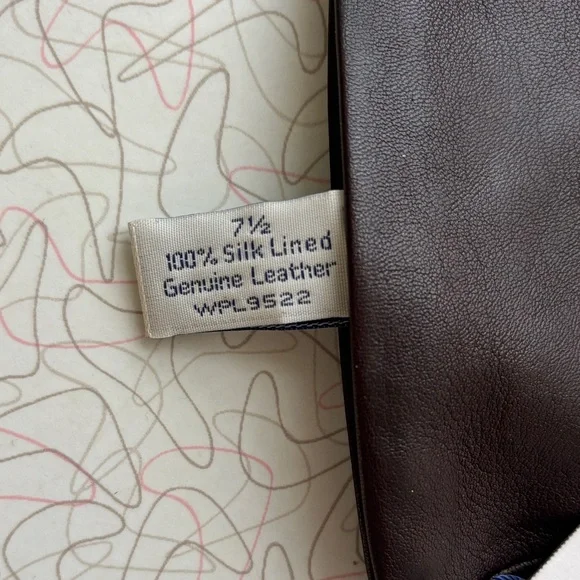 7½
100% Silk Lined
Genuine Leather
WPL9522